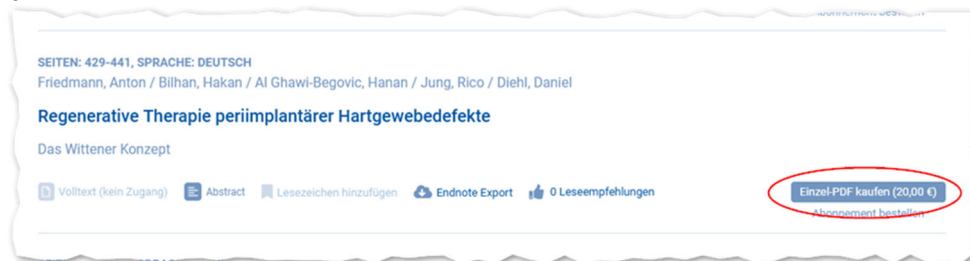 SEITEN: 429-441, SPRACHE: DEUTSCH
Friedmann, Anton / Bilhan, Hakan / Al Ghawi-Begovic, Hanan / Jung, Rico / Diehl, Daniel
Regenerative Therapie periimplantärer Hartgewebedefekte
Das Wittener Konzept
Volltext (kein Zugang) Abstract Lesezeichen hinzufügen Endnote Export 0 Leseempfehlungen Einzel-PDF kaufen (20,00 €)
Abonnement bestellen